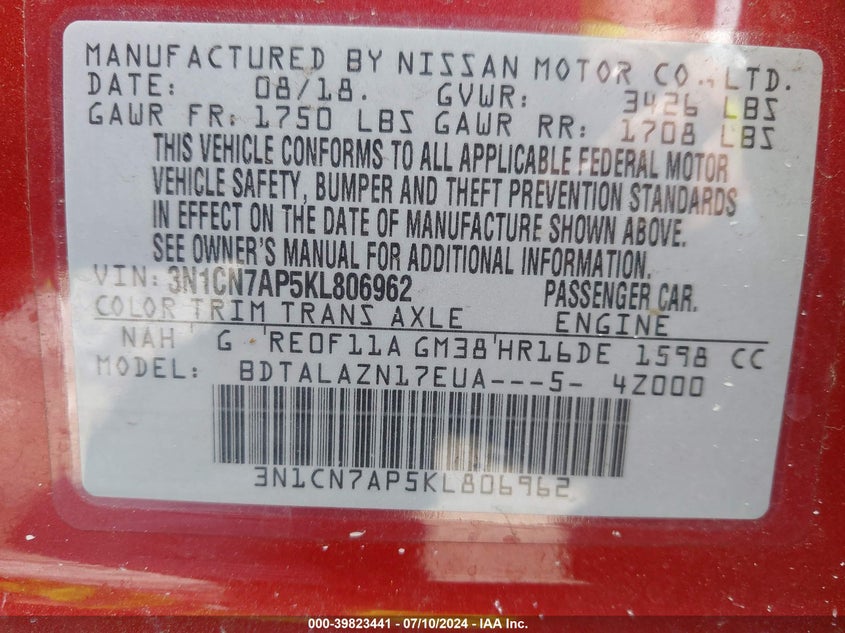 MANUFACTURED BY NISSAN MOTOR CO., LTD.
DATE: 08/18. GVWR: 3426 LBS
GAWR FR: 1750 LBS GAWR RR: 1708 LBS
THIS VEHICLE CONFORMS TO ALL APPLICABLE FEDERAL MOTOR
VEHICLE SAFETY, BUMPER AND THEFT PREVENTION STANDARDS
IN EFFECT ON THE DATE OF MANUFACTURE SHOWN ABOVE.
SEE OWNER'S MANUAL FOR ADDITIONAL INFORMATION.
VIN: 3N1CN7AP5KL806962 PASSENGER CAR.
COLOR TRIM TRANS AXLE ENGINE
NAH G RE0F11A GM38 HR16DE 1598 CC
MODEL: BDTALAZN17EUA---5- 4Z000
3N1CN7AP5KL806962
000-39823441 - 07/10/2024 - IAA Inc.